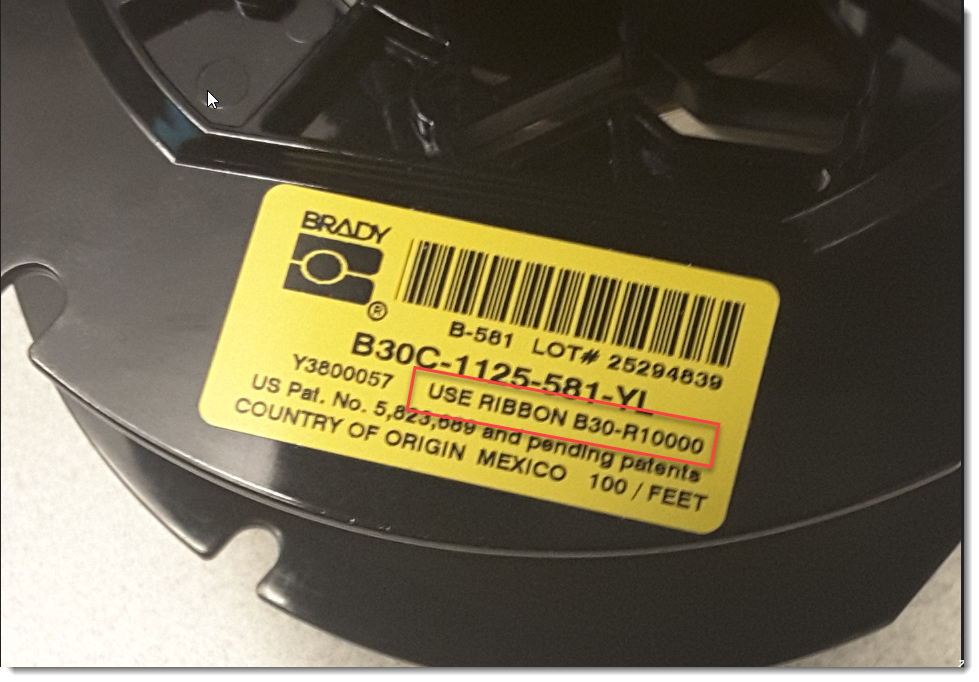 BRADY
®
B-581 LOT# 25294839
B30C-1125-581-YL
Y3800057 USE RIBBON B30-R10000
US Pat. No. 5,823,689 and pending patents
COUNTRY OF ORIGIN MEXICO 100 / FEET